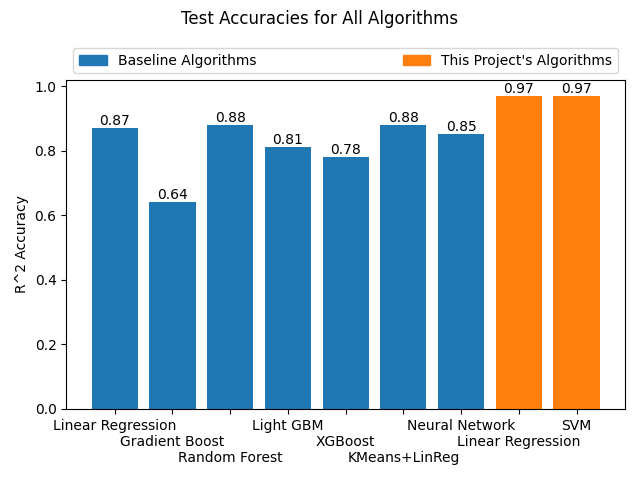 Test Accuracies for All Algorithms
Baseline Algorithms
This Project's Algorithms
R^2 Accuracy
1.0
0.8
0.6
0.4
0.2
0.0
0.87
0.64
0.88
0.81
0.78
0.88
0.85
0.97
0.97
Linear Regression
Gradient Boost
Random Forest
Light GBM
XGBoost
KMeans+LinReg
Neural Network
Linear Regression
SVM